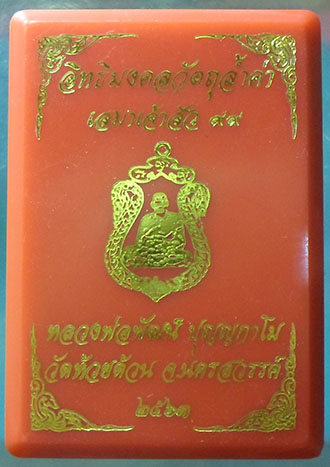 อิทธิมงคลวัตถุล้ำค่า
เสมาเจ้าสัว ๙๙
หลวงพ่อพัฒน์ ปุญฺญกาโม
วัดห้วยด้วน จ.นครสวรรค์
๒๕๖๓